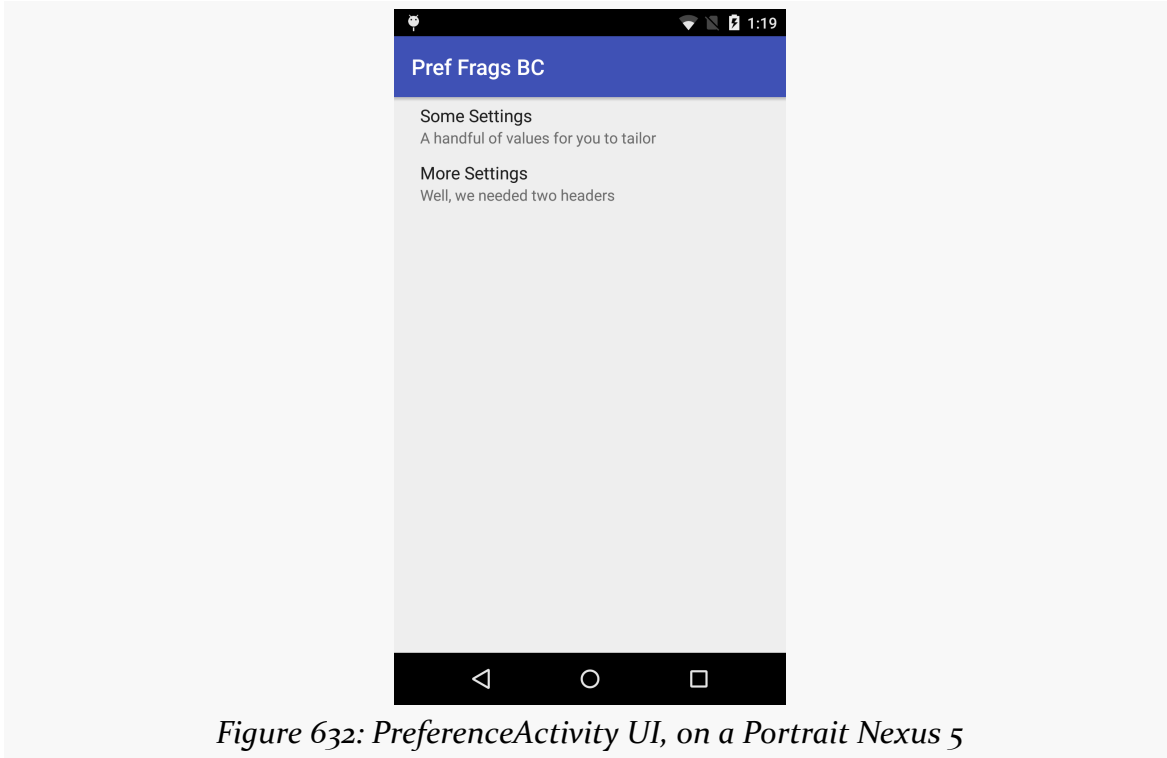 1:19
Pref Frags BC
Some Settings
A handful of values for you to tailor
More Settings
Well, we needed two headers
Figure 632: PreferenceActivity UI, on a Portrait Nexus 5